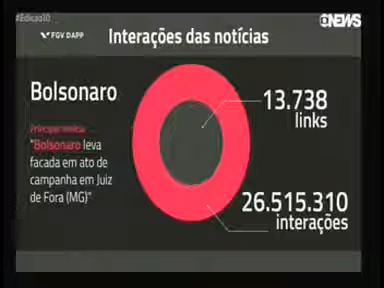 #Edição10
FGV DAPP
Interações das notícias
NEWS
Bolsonaro
13.738
links
Principal notícia:
"Bolsonaro leva
facada em ato de
campanha em Juiz
de Fora (MG)"
26.515.310
interações